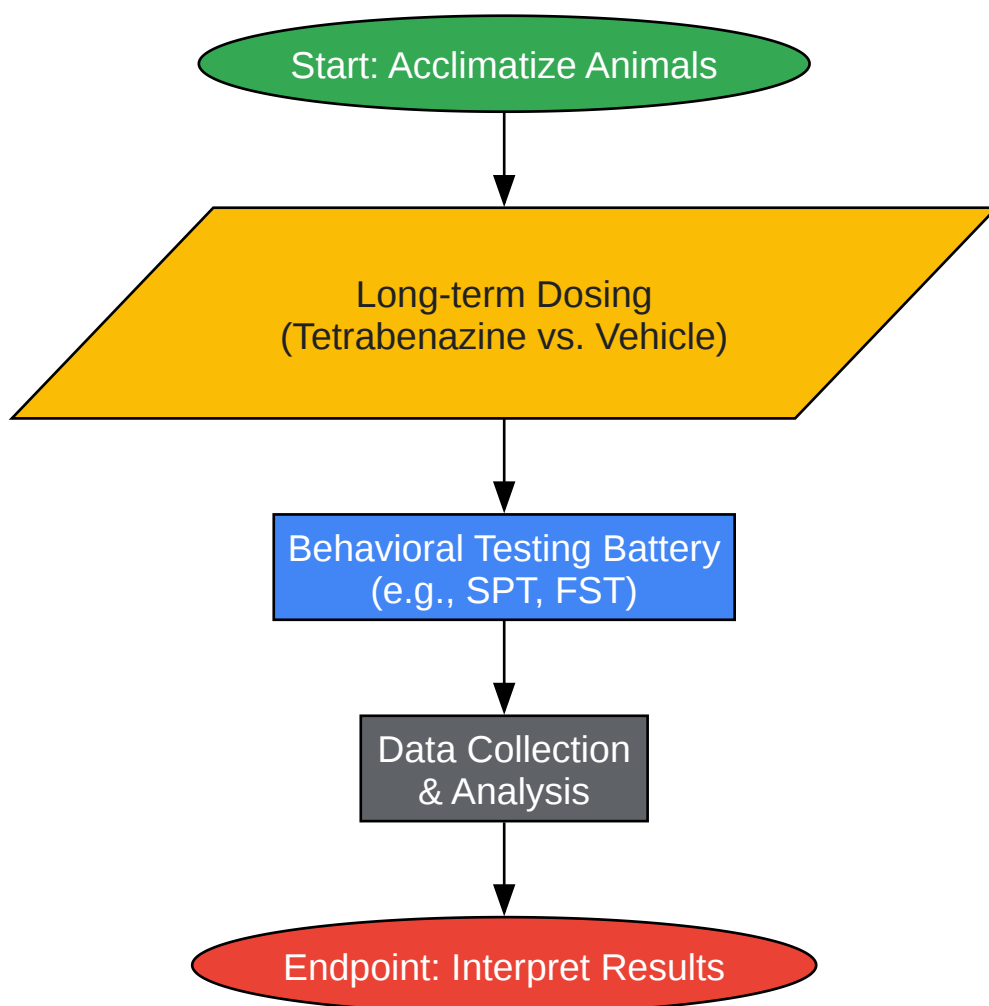 Start: Acclimatize Animals
Long-term Dosing
(Tetrabenazine vs. Vehicle)
Behavioral Testing Battery
(e.g., SPT, FST)
Data Collection
& Analysis
Endpoint: Interpret Results